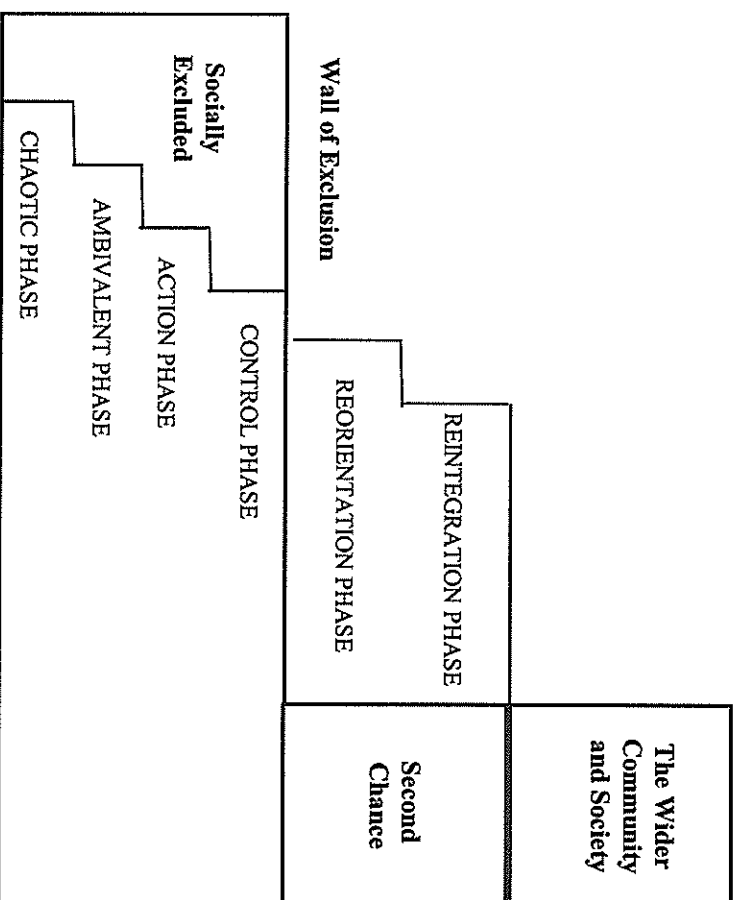 The Wider
Community
and Society
REINTEGRATION PHASE
Second
Chance
REORIENTATION PHASE
Wall of Exclusion
CONTROL PHASE
Socially
Excluded
ACTION PHASE
AMBIVALENT PHASE
CHAOTIC PHASE